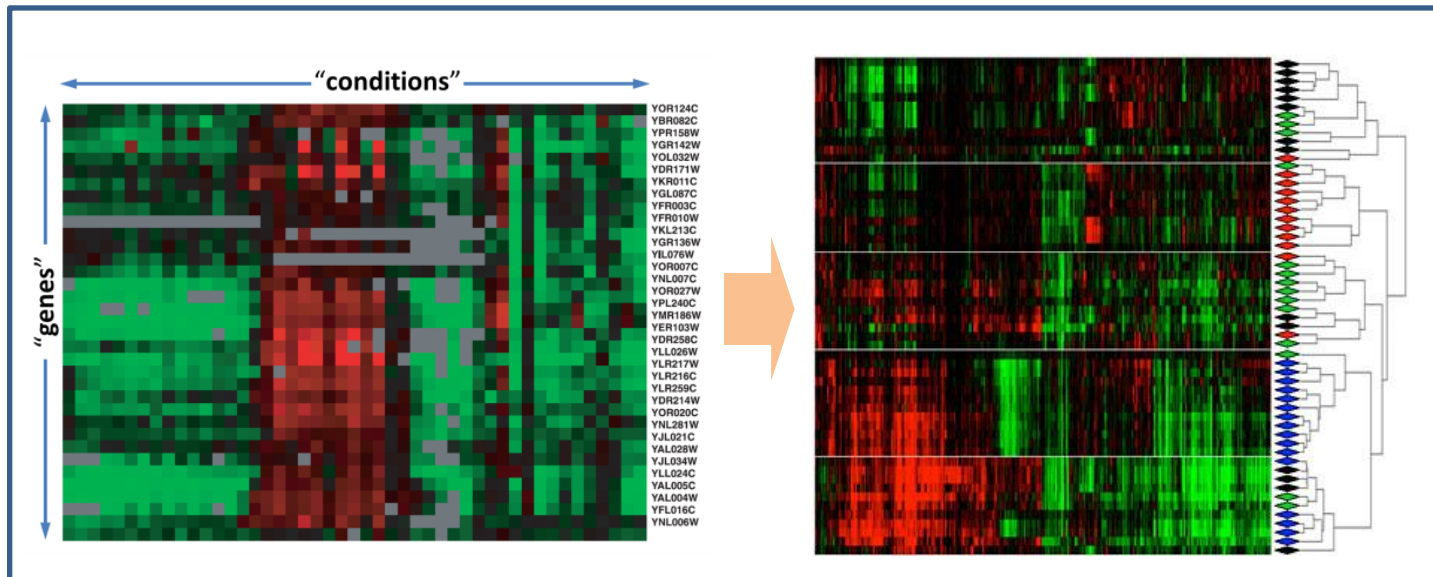 “conditions”
“genes”
YOR124C
YBR082C
YPR158W
YGR142W
YOL032W
YDR171W
YKR011C
YGL087C
YFR003C
YFR010W
YKL213C
YGR136W
YIL076W
YOR007C
YNL007C
YOR027W
YPL240C
YMR186W
YER103W
YDR258C
YLL026W
YLR217W
YLR216C
YLR259C
YDR214W
YOR020C
YNL281W
YJL021C
YAL028W
YJL034W
YLL024C
YAL005C
YAL004W
YFL016C
YNL006W